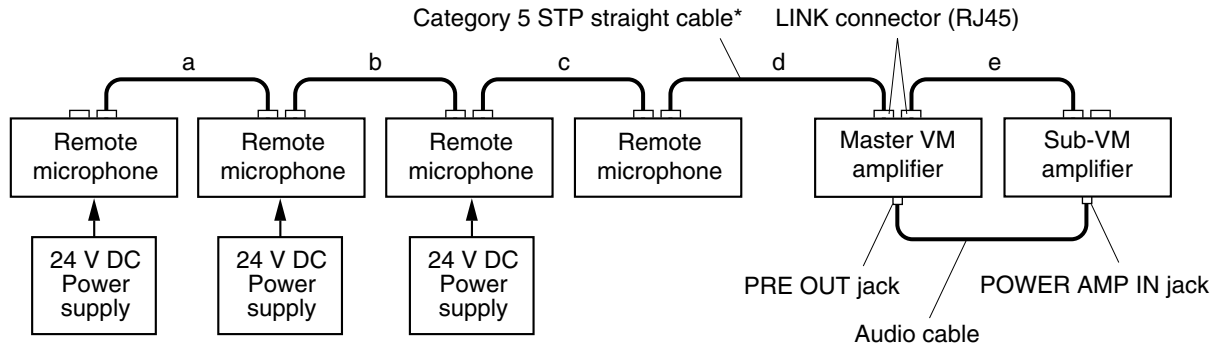 Category 5 STP straight cable*
LINK connector (RJ45)
a
b
c
d
e
Remote
microphone
Remote
microphone
Remote
microphone
Remote
microphone
Master VM
amplifier
Sub-VM
amplifier
24 V DC
Power
supply
24 V DC
Power
supply
24 V DC
Power
supply
PRE OUT jack
POWER AMP IN jack
Audio cable